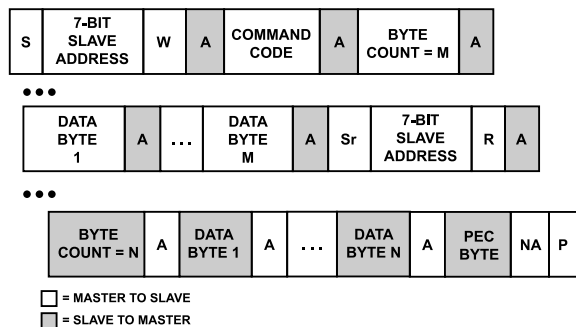 S 7-BIT SLAVE ADDRESS W A COMMAND CODE A BYTE COUNT = M A
•••
DATA BYTE 1 A ... DATA BYTE M A Sr 7-BIT SLAVE ADDRESS R A
•••
BYTE COUNT = N A DATA BYTE 1 A ... DATA BYTE N A PEC BYTE NA P
= MASTER TO SLAVE
= SLAVE TO MASTER